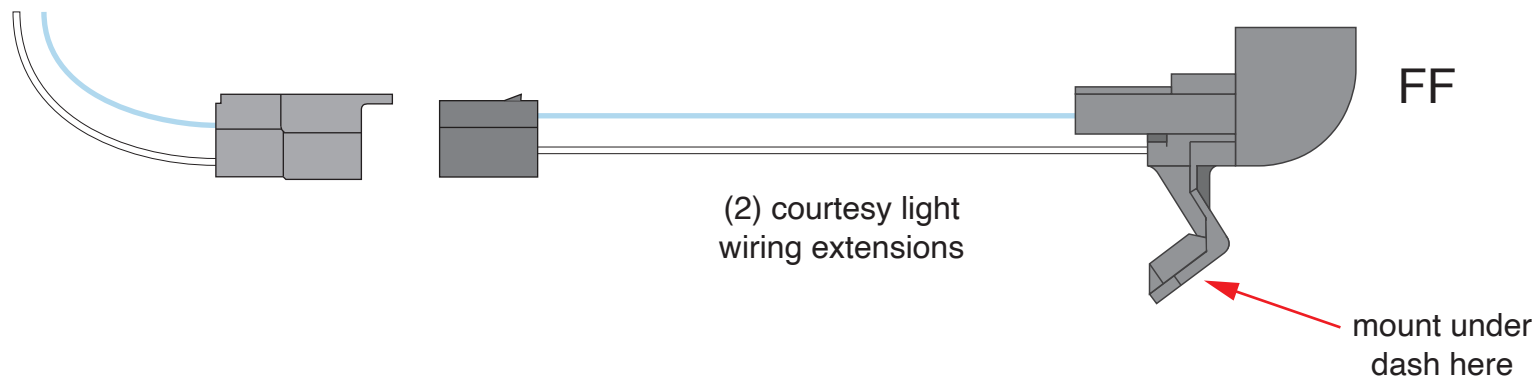 FF
(2) courtesy light
wiring extensions
mount under
dash here